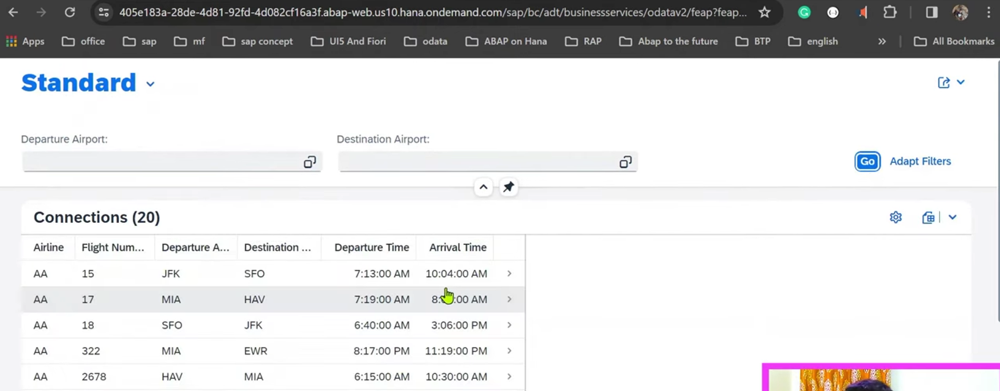 405e183a-28de-4d81-92fd-4d082cf16a3f.abap-web.us10.hana.ondemand.com/sap/bc/adt/businessservices/odatav2/feap?feap...
Apps office sap mf sap concept UI5 And Fiori odata ABAP on Hana RAP Abap to the future BTP english » All Bookmarks
Standard
Departure Airport: Destination Airport:
Go Adapt Filters
Connections (20)
Airline Flight Num... Departure A... Destination ... Departure Time Arrival Time
AA 15 JFK SFO 7:13:00 AM 10:04:00 AM
AA 17 MIA HAV 7:19:00 AM AM
AA 18 SFO JFK 6:40:00 AM 3:06:00 PM
AA 322 MIA EWR 8:17:00 PM 11:19:00 PM
AA 2678 HAV MIA 6:15:00 AM 10:30:00 AM